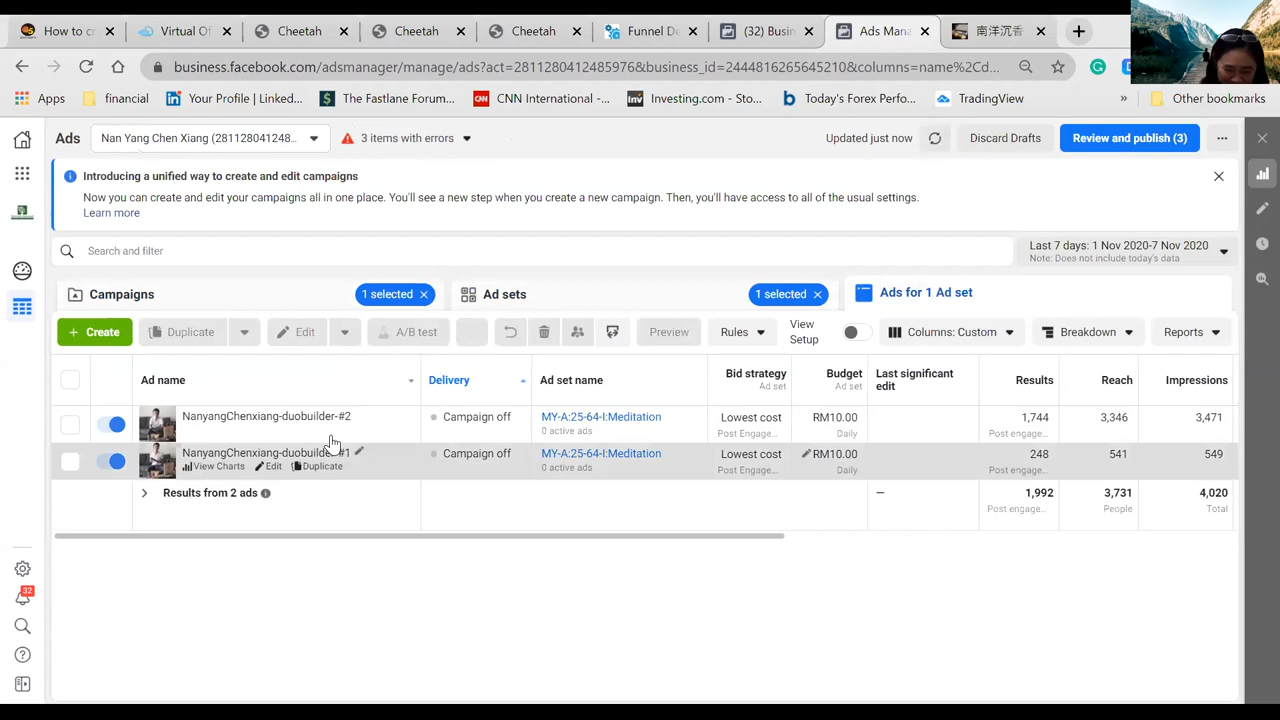 How to cr
Virtual Of
Cheetah
Cheetah
Cheetah
Funnel De
(32) Busin
Ads Mana
南洋沉香
business.facebook.com/adsmanager/manage/ads?act=2811280412485976&business_id=2444816265645210&columns=name%2Cd...
Apps
financial
Your Profile | Linked...
The Fastlane Forum...
CNN International -...
Investing.com - Sto...
Today's Forex Perfo...
TradingView
»
Other bookmarks
Ads
Nan Yang Chen Xiang (281128041248...
3 items with errors
Updated just now
Discard Drafts
Review and publish (3)
Introducing a unified way to create and edit campaigns
Now you can create and edit your campaigns all in one place. You'll see a new step when you create a new campaign. Then, you'll have access to all of the usual settings.
Learn more
Search and filter
Last 7 days: 1 Nov 2020-7 Nov 2020
Note: Does not include today's data
Campaigns
1 selected
Ad sets
1 selected
Ads for 1 Ad set
+ Create
Duplicate
Edit
A/B test
Preview
Rules
View Setup
Columns: Custom
Breakdown
Reports
Ad name
Delivery
Ad set name
Bid strategy
Ad set
Budget
Ad set
Last significant edit
Results
Reach
Impressions
NanyangChenxiang-duobuilder-#2
Campaign off
MY-A:25-64-I:Meditation
0 active ads
Lowest cost
Post Engage...
RM10.00
Daily
1,744
Post engage...
3,346
3,471
NanyangChenxiang-duobuilder-#1
View Charts
Edit
Duplicate
Campaign off
MY-A:25-64-I:Meditation
0 active ads
Lowest cost
Post Engage...
RM10.00
Daily
248
Post engage...
541
549
Results from 2 ads
—
1,992
Post engage...
3,731
People
4,020
Total
32